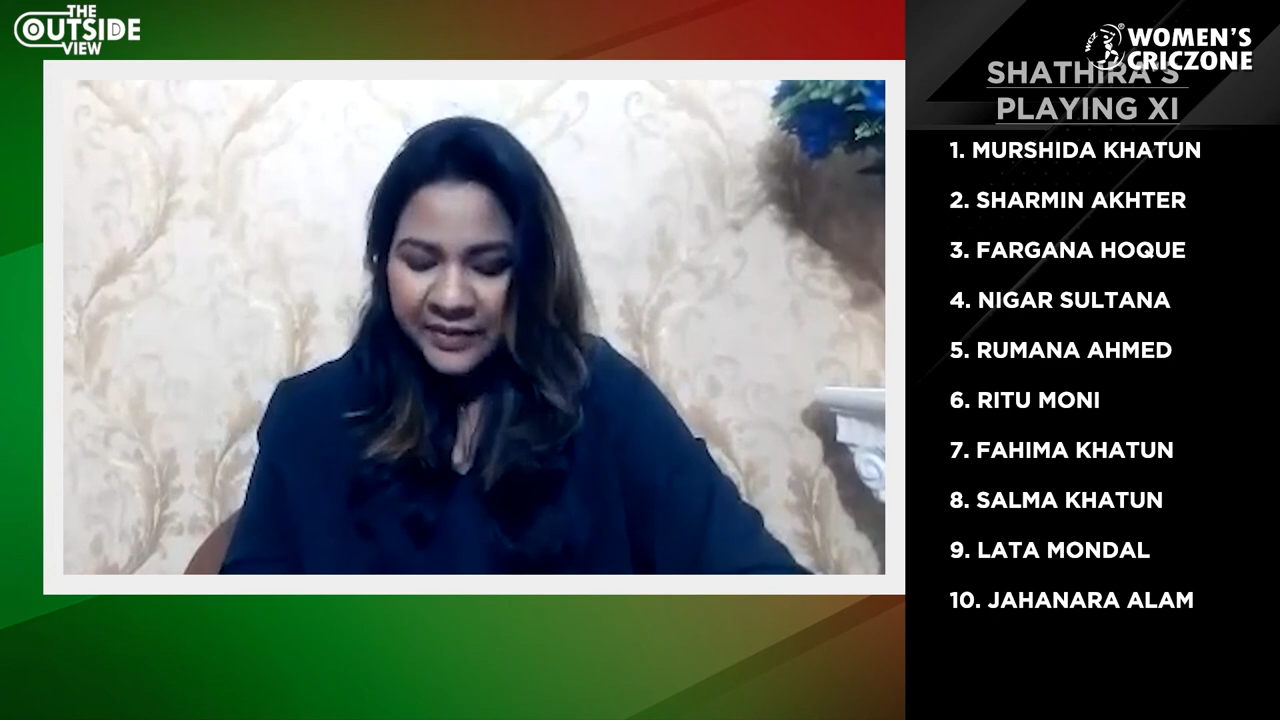 THE
OUTSIDE
VIEW
WOMEN'S
CRICZONE
SHATHIRA'S
PLAYING XI
1. MURSHIDA KHATUN
2. SHARMIN AKHTER
3. FARGANA HOQUE
4. NIGAR SULTANA
5. RUMANA AHMED
6. RITU MONI
7. FAHIMA KHATUN
8. SALMA KHATUN
9. LATA MONDAL
10. JAHANARA ALAM